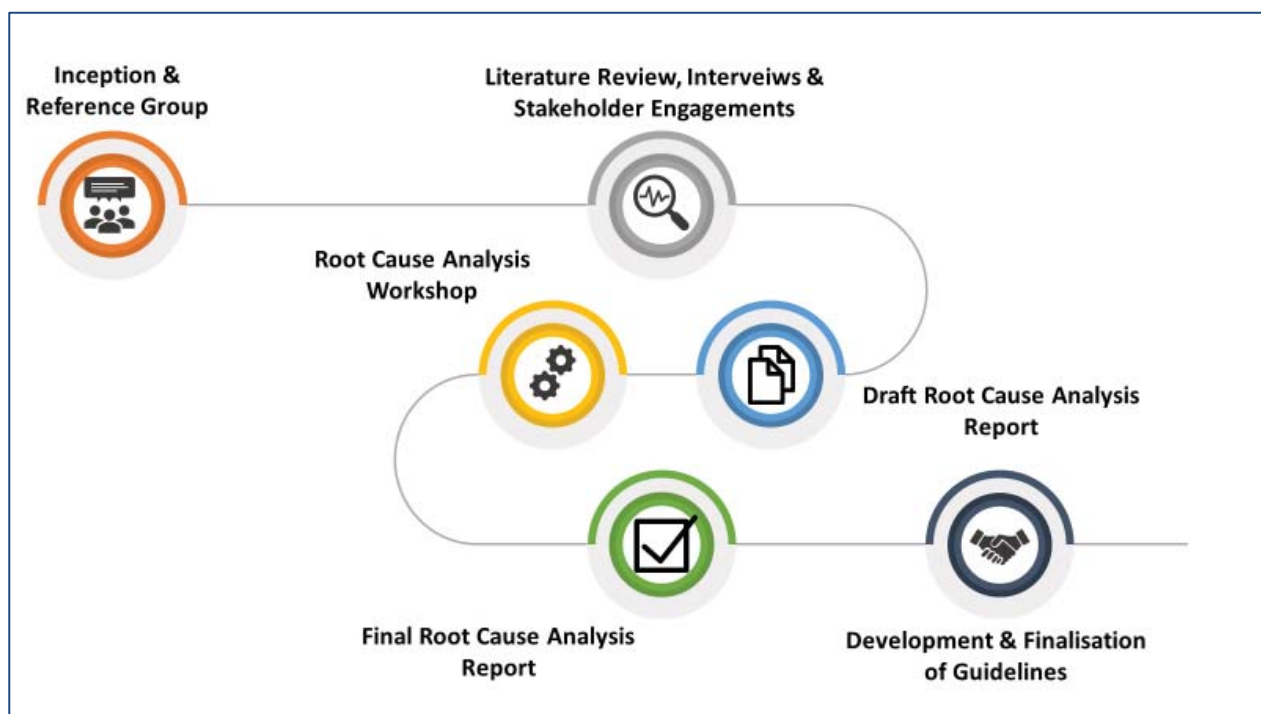 Inception &
Reference Group
Literature Review, Interveiws &
Stakeholder Engagements
Root Cause Analysis
Workshop
Draft Root Cause Analysis
Report
Final Root Cause Analysis
Report
Development & Finalisation
of Guidelines